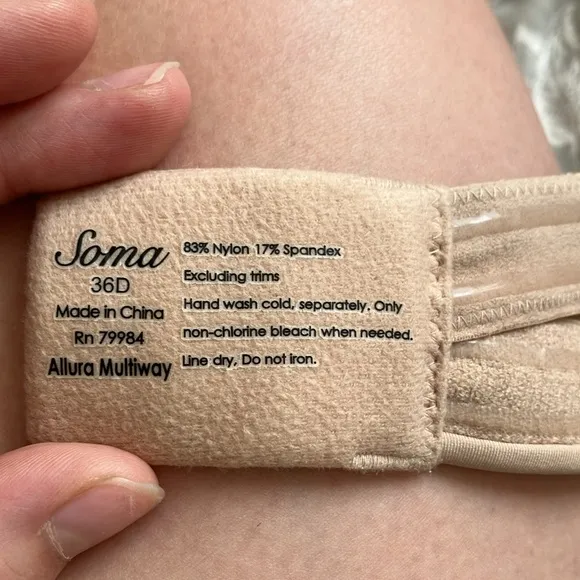 Soma
36D
Made in China
Rn 79984
Allura Multiway
83% Nylon 17% Spandex
Excluding trims
Hand wash cold, separately. Only
non-chlorine bleach when needed.
Line dry, Do not iron.